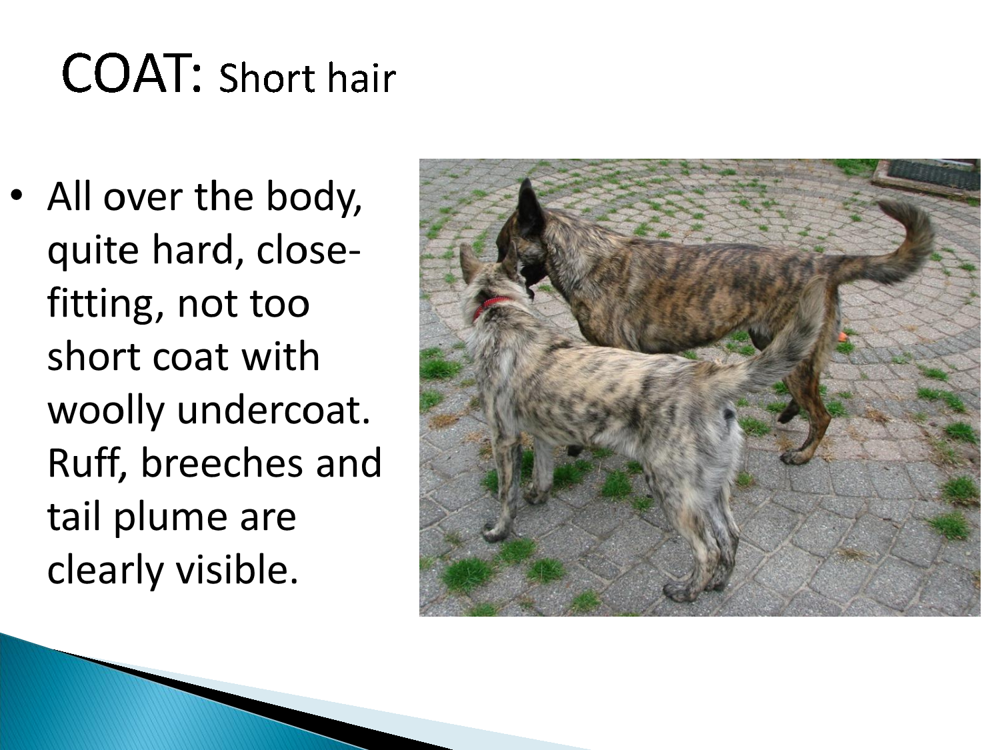 COAT: Short hair
• All over the body,
quite hard, close-
fitting, not too
short coat with
woolly undercoat.
Ruff, breeches and
tail plume are
clearly visible.